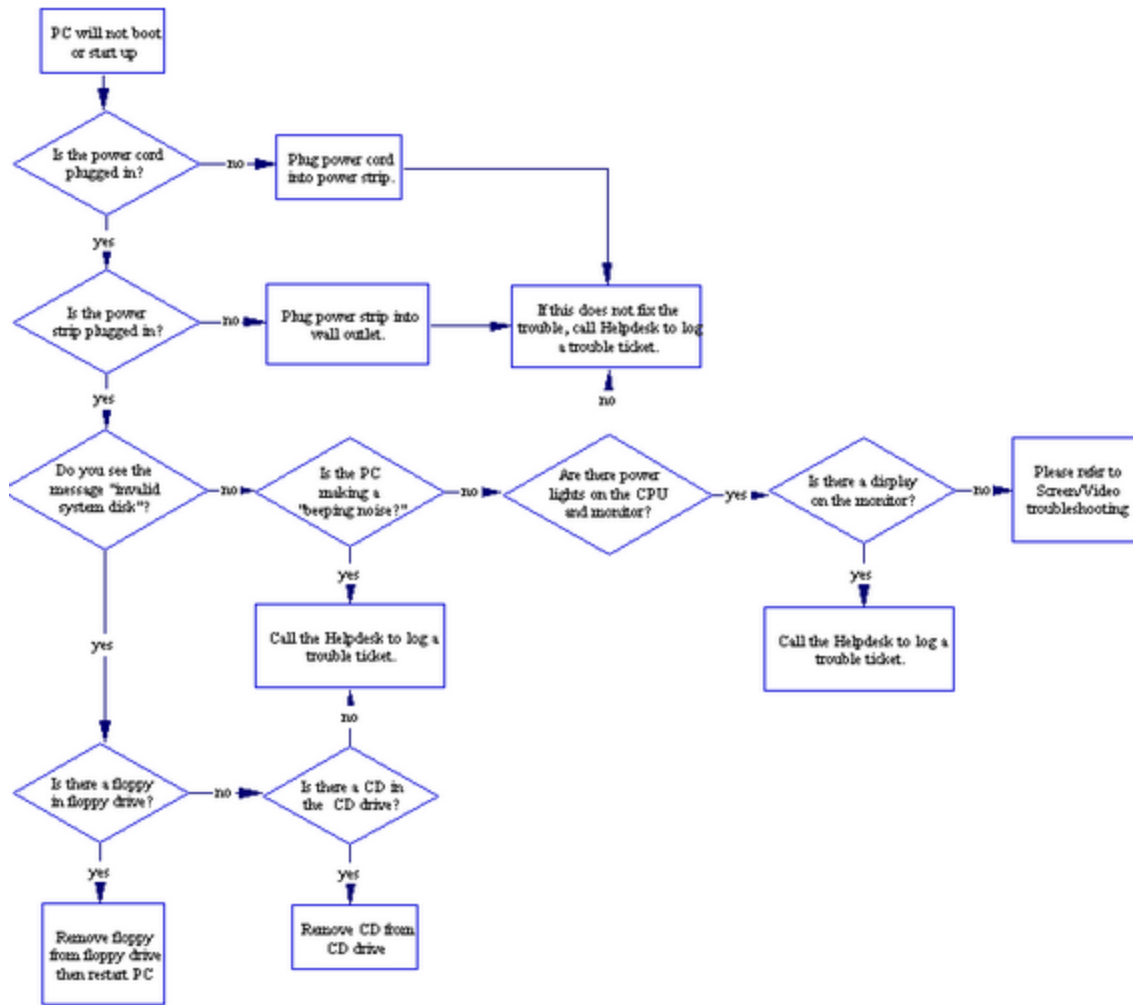 PC will not boot
or start up
Is the power cord
plugged in?
no
Plug power cord
into power strip.
yes
Is the power
strip plugged in?
no
Plug power strip into
wall outlet.
If this does not fix the
trouble, call Helpdesk to log
a trouble ticket.
yes
no
Do you see the
message "invalid
system disk"?
no
Is the PC
making a
"beeping noise?"
no
Are there power
lights on the CPU
and monitor?
yes
Is there a display
on the monitor?
no
Please refer to
Screen/Video
troubleshooting
yes
yes
yes
Call the Helpdesk to log a
trouble ticket.
Call the Helpdesk to log a
trouble ticket.
no
Is there a floppy
in floppy drive?
no
Is there a CD in
the CD drive?
yes
yes
Remove floppy
from floppy drive
then restart PC
Remove CD from
CD drive